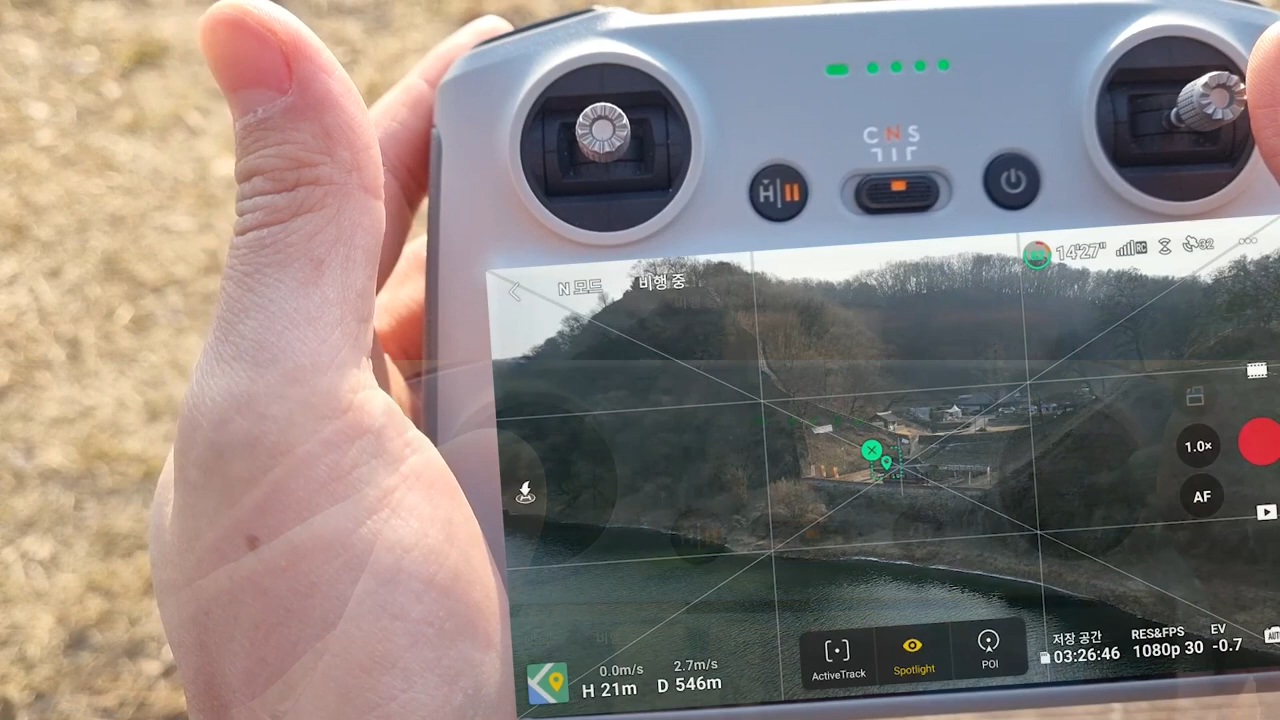 C N S
H
N 모드 비행 중 14'27" RC 32
1.0×
AF
0.0m/s 2.7m/s
H 21m D 546m
ActiveTrack Spotlight POI
저장 공간 RES&FPS EV
03:26:46 1080p 30 -0.7
AUTO